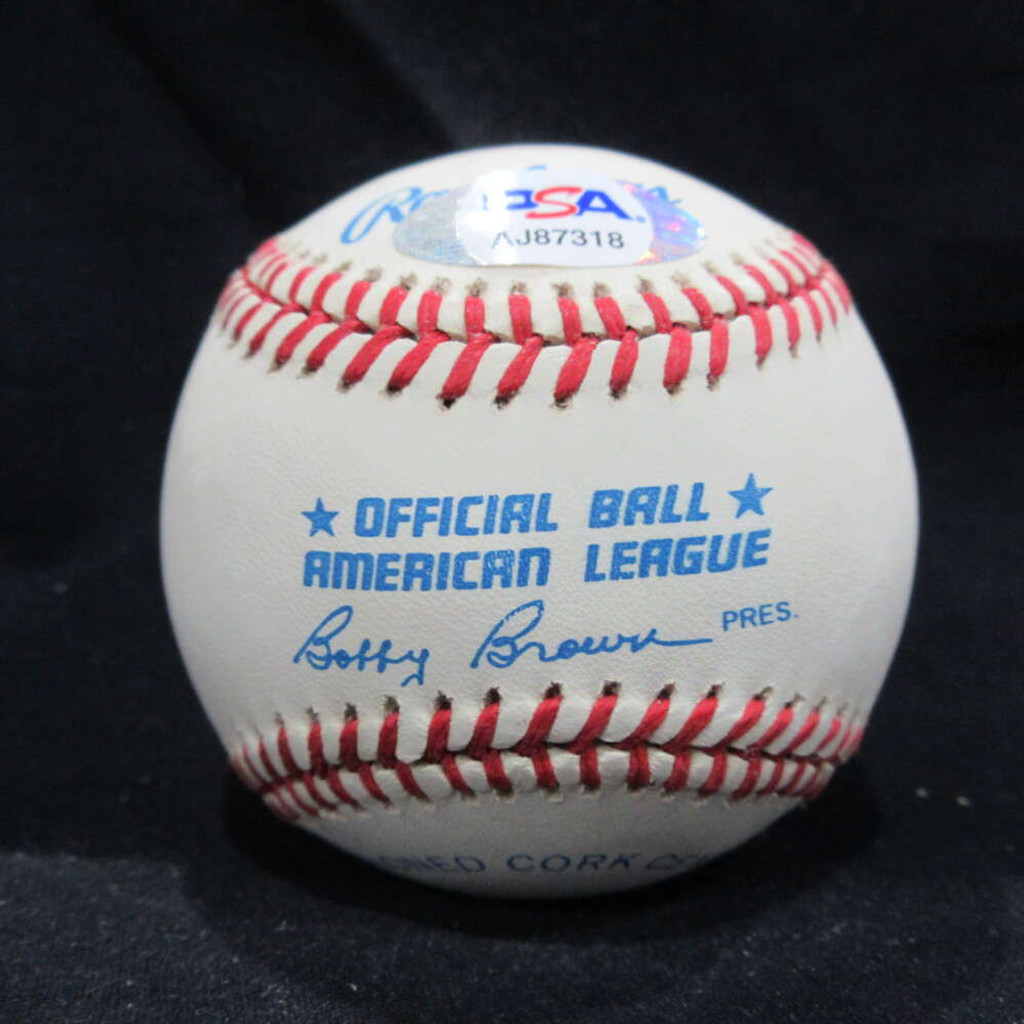 PSA
AJ87318
★ OFFICIAL BALL ★
AMERICAN LEAGUE
Bobby Brown PRES.
CORK